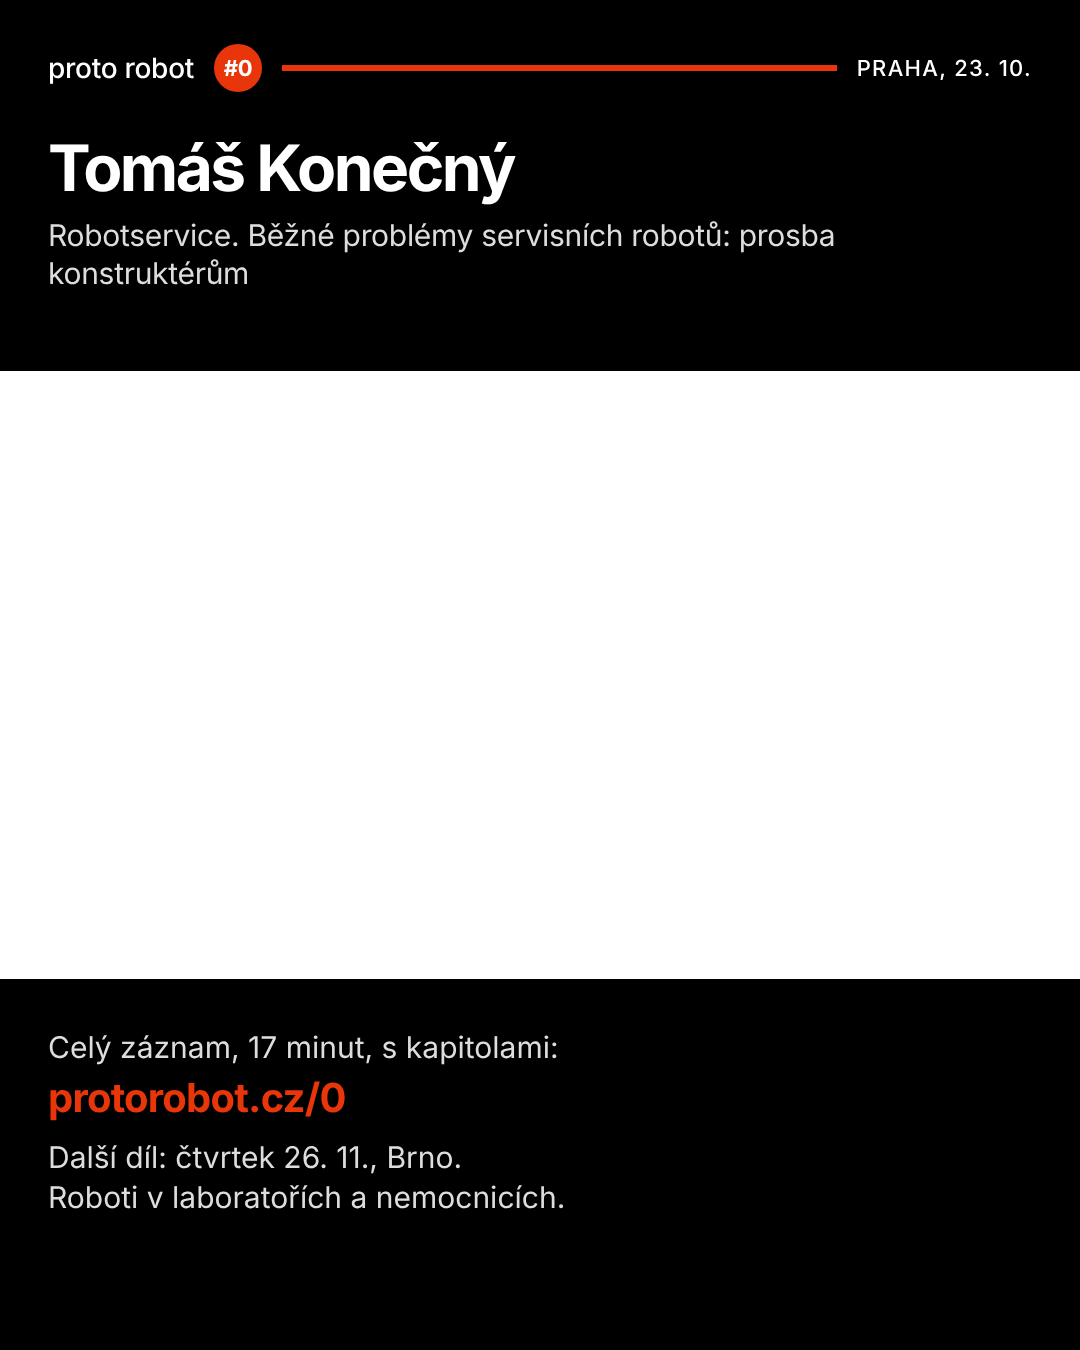 proto robot #0 PRAHA, 23. 10.
Tomáš Konečný
Robotservice. Běžné problémy servisních robotů: prosba
konstruktérům
Celý záznam, 17 minut, s kapitolami:
protorobot.cz/0
Další díl: čtvrtek 26. 11., Brno.
Roboti v laboratořích a nemocnicích.